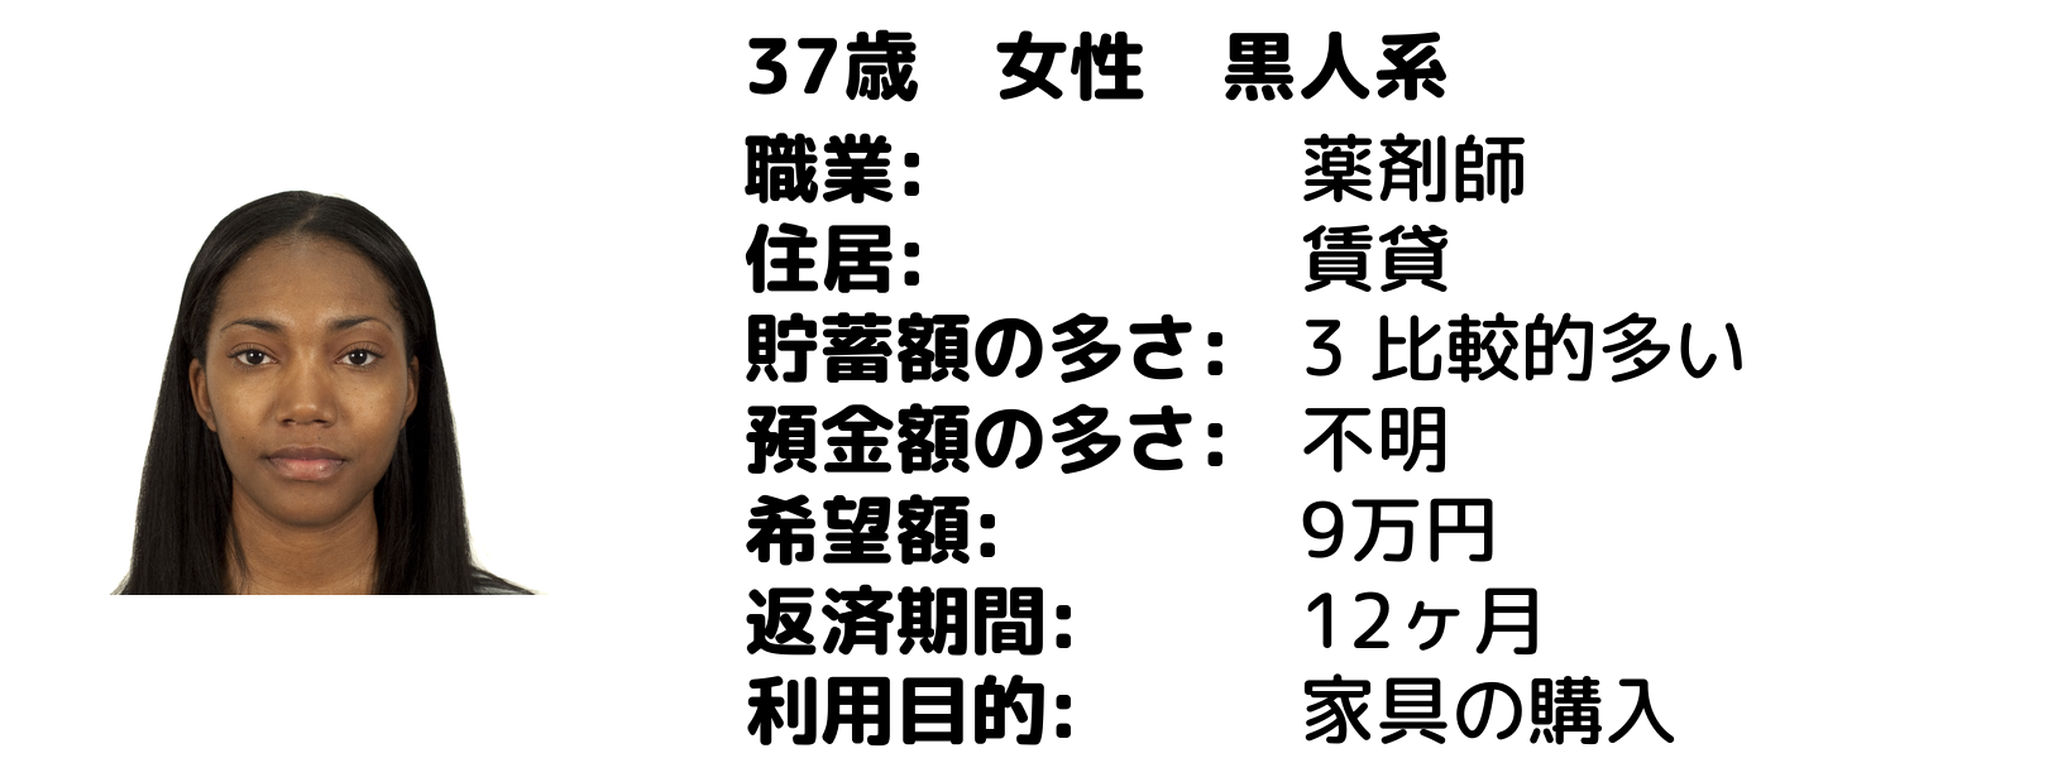 37歳　女性　黒人系
職業: 薬剤師
住居: 賃貸
貯蓄額の多さ: 3 比較的多い
預金額の多さ: 不明
希望額: 9万円
返済期間: 12ヶ月
利用目的: 家具の購入